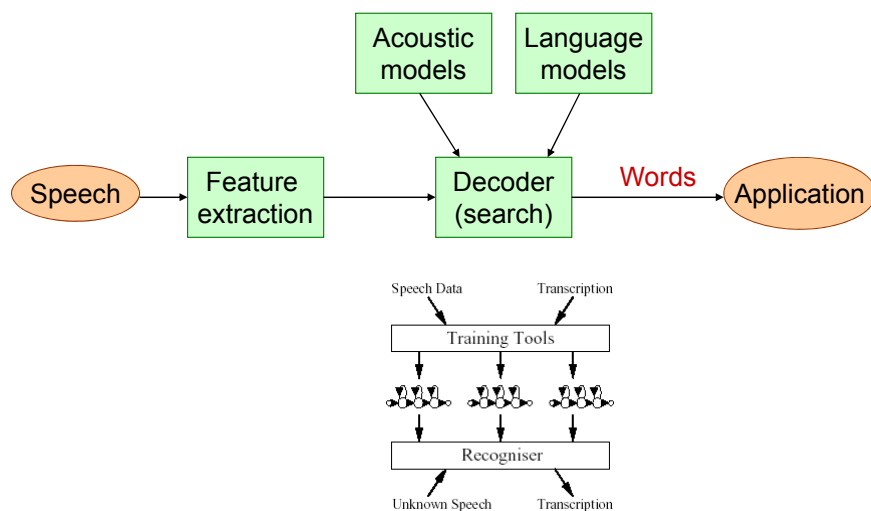 Acoustic
models
Language
models
Speech
Feature
extraction
Decoder
(search)
Words
Application
Speech Data
Transcription
Training Tools
Recogniser
Unknown Speech
Transcription